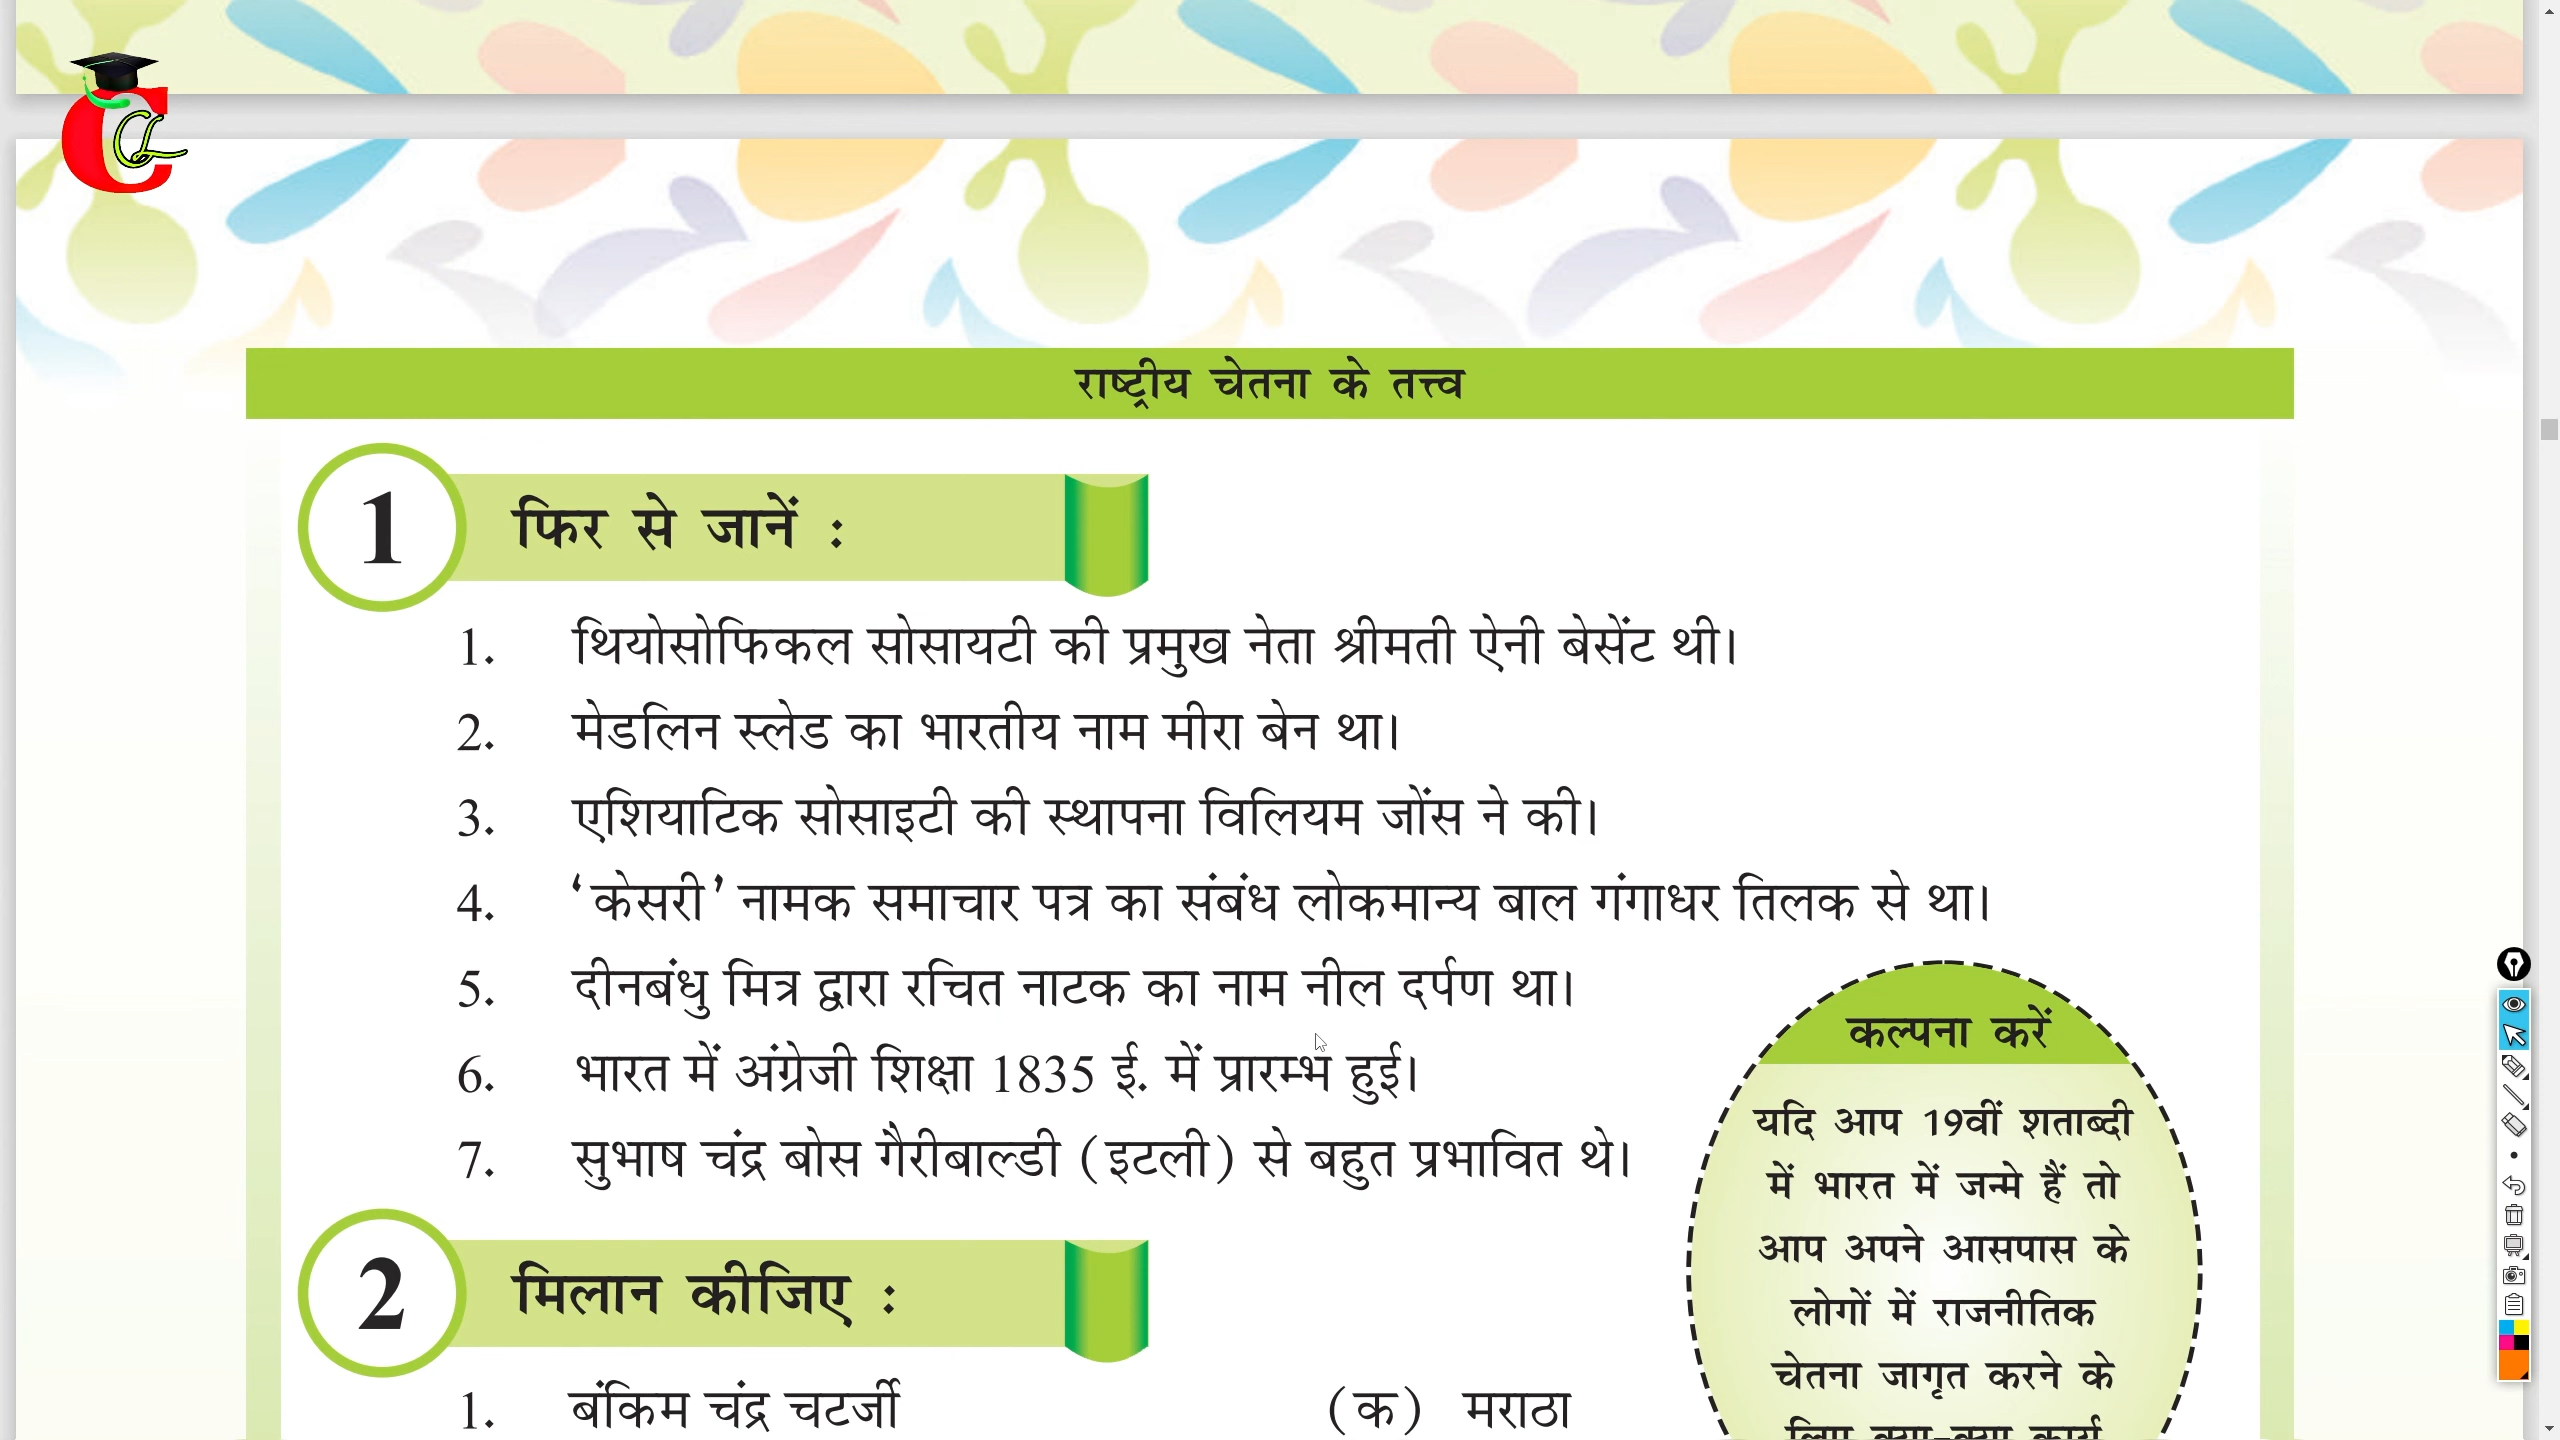 राष्ट्रीय चेतना के तत्त्व
1 फिर से जानें :
1. थियोसोफिकल सोसायटी की प्रमुख नेता श्रीमती ऐनी बेसेंट थी।
2. मेडलिन स्लेड का भारतीय नाम मीरा बेन था।
3. एशियाटिक सोसाइटी की स्थापना विलियम जोंस ने की।
4. ‘केसरी’ नामक समाचार पत्र का संबंध लोकमान्य बाल गंगाधर तिलक से था।
5. दीनबंधु मित्र द्वारा रचित नाटक का नाम नील दर्पण था।
6. भारत में अंग्रेजी शिक्षा 1835 ई. में प्रारम्भ हुई।
7. सुभाष चंद्र बोस गैरीबाल्डी (इटली) से बहुत प्रभावित थे।
2 मिलान कीजिए :
1. बंकिम चंद्र चटर्जी (क) मराठा
कल्पना करें
यदि आप 19वीं शताब्दी
में भारत में जन्मे हैं तो
आप अपने आसपास के
लोगों में राजनीतिक
चेतना जागृत करने के
लिए क्या-क्या कार्य